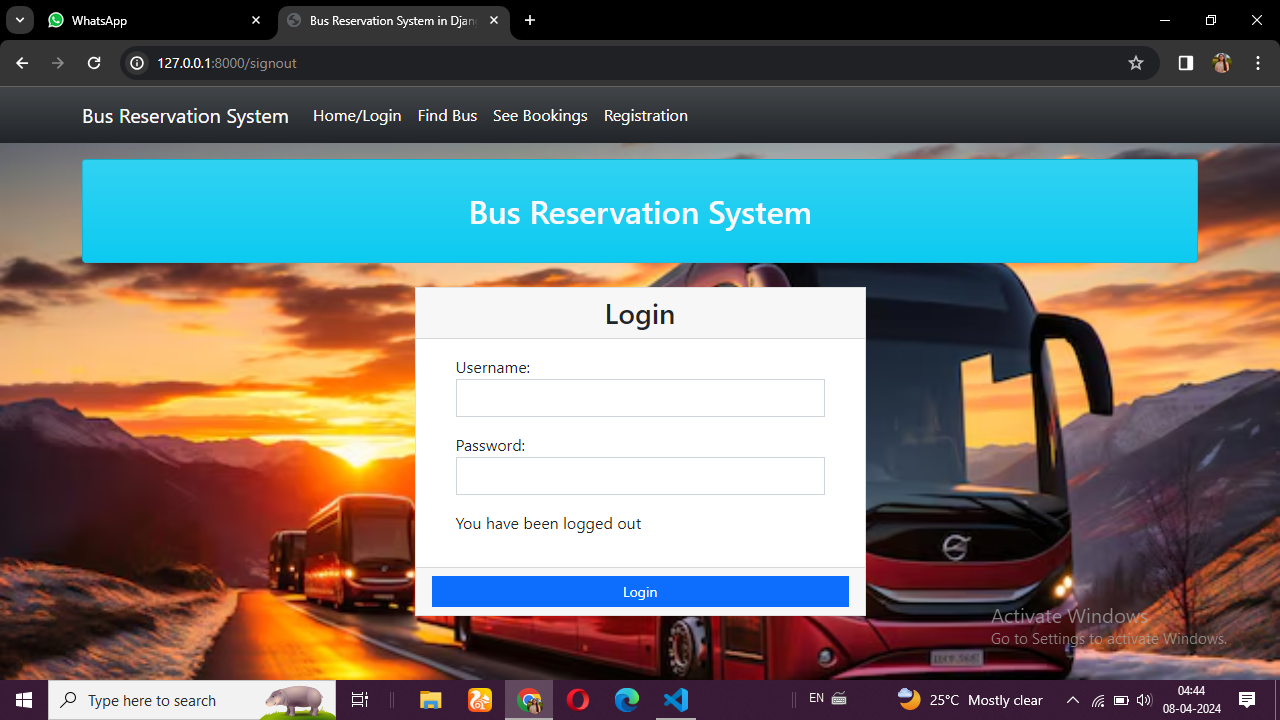 WhatsApp
Bus Reservation System in Djan
127.0.0.1:8000/signout
Bus Reservation System
Home/Login
Find Bus
See Bookings
Registration
Bus Reservation System
Login
Username:
Password:
You have been logged out
Login
Activate Windows
Go to Settings to activate Windows.
Type here to search
EN
25°C Mostly clear
04:44
08-04-2024